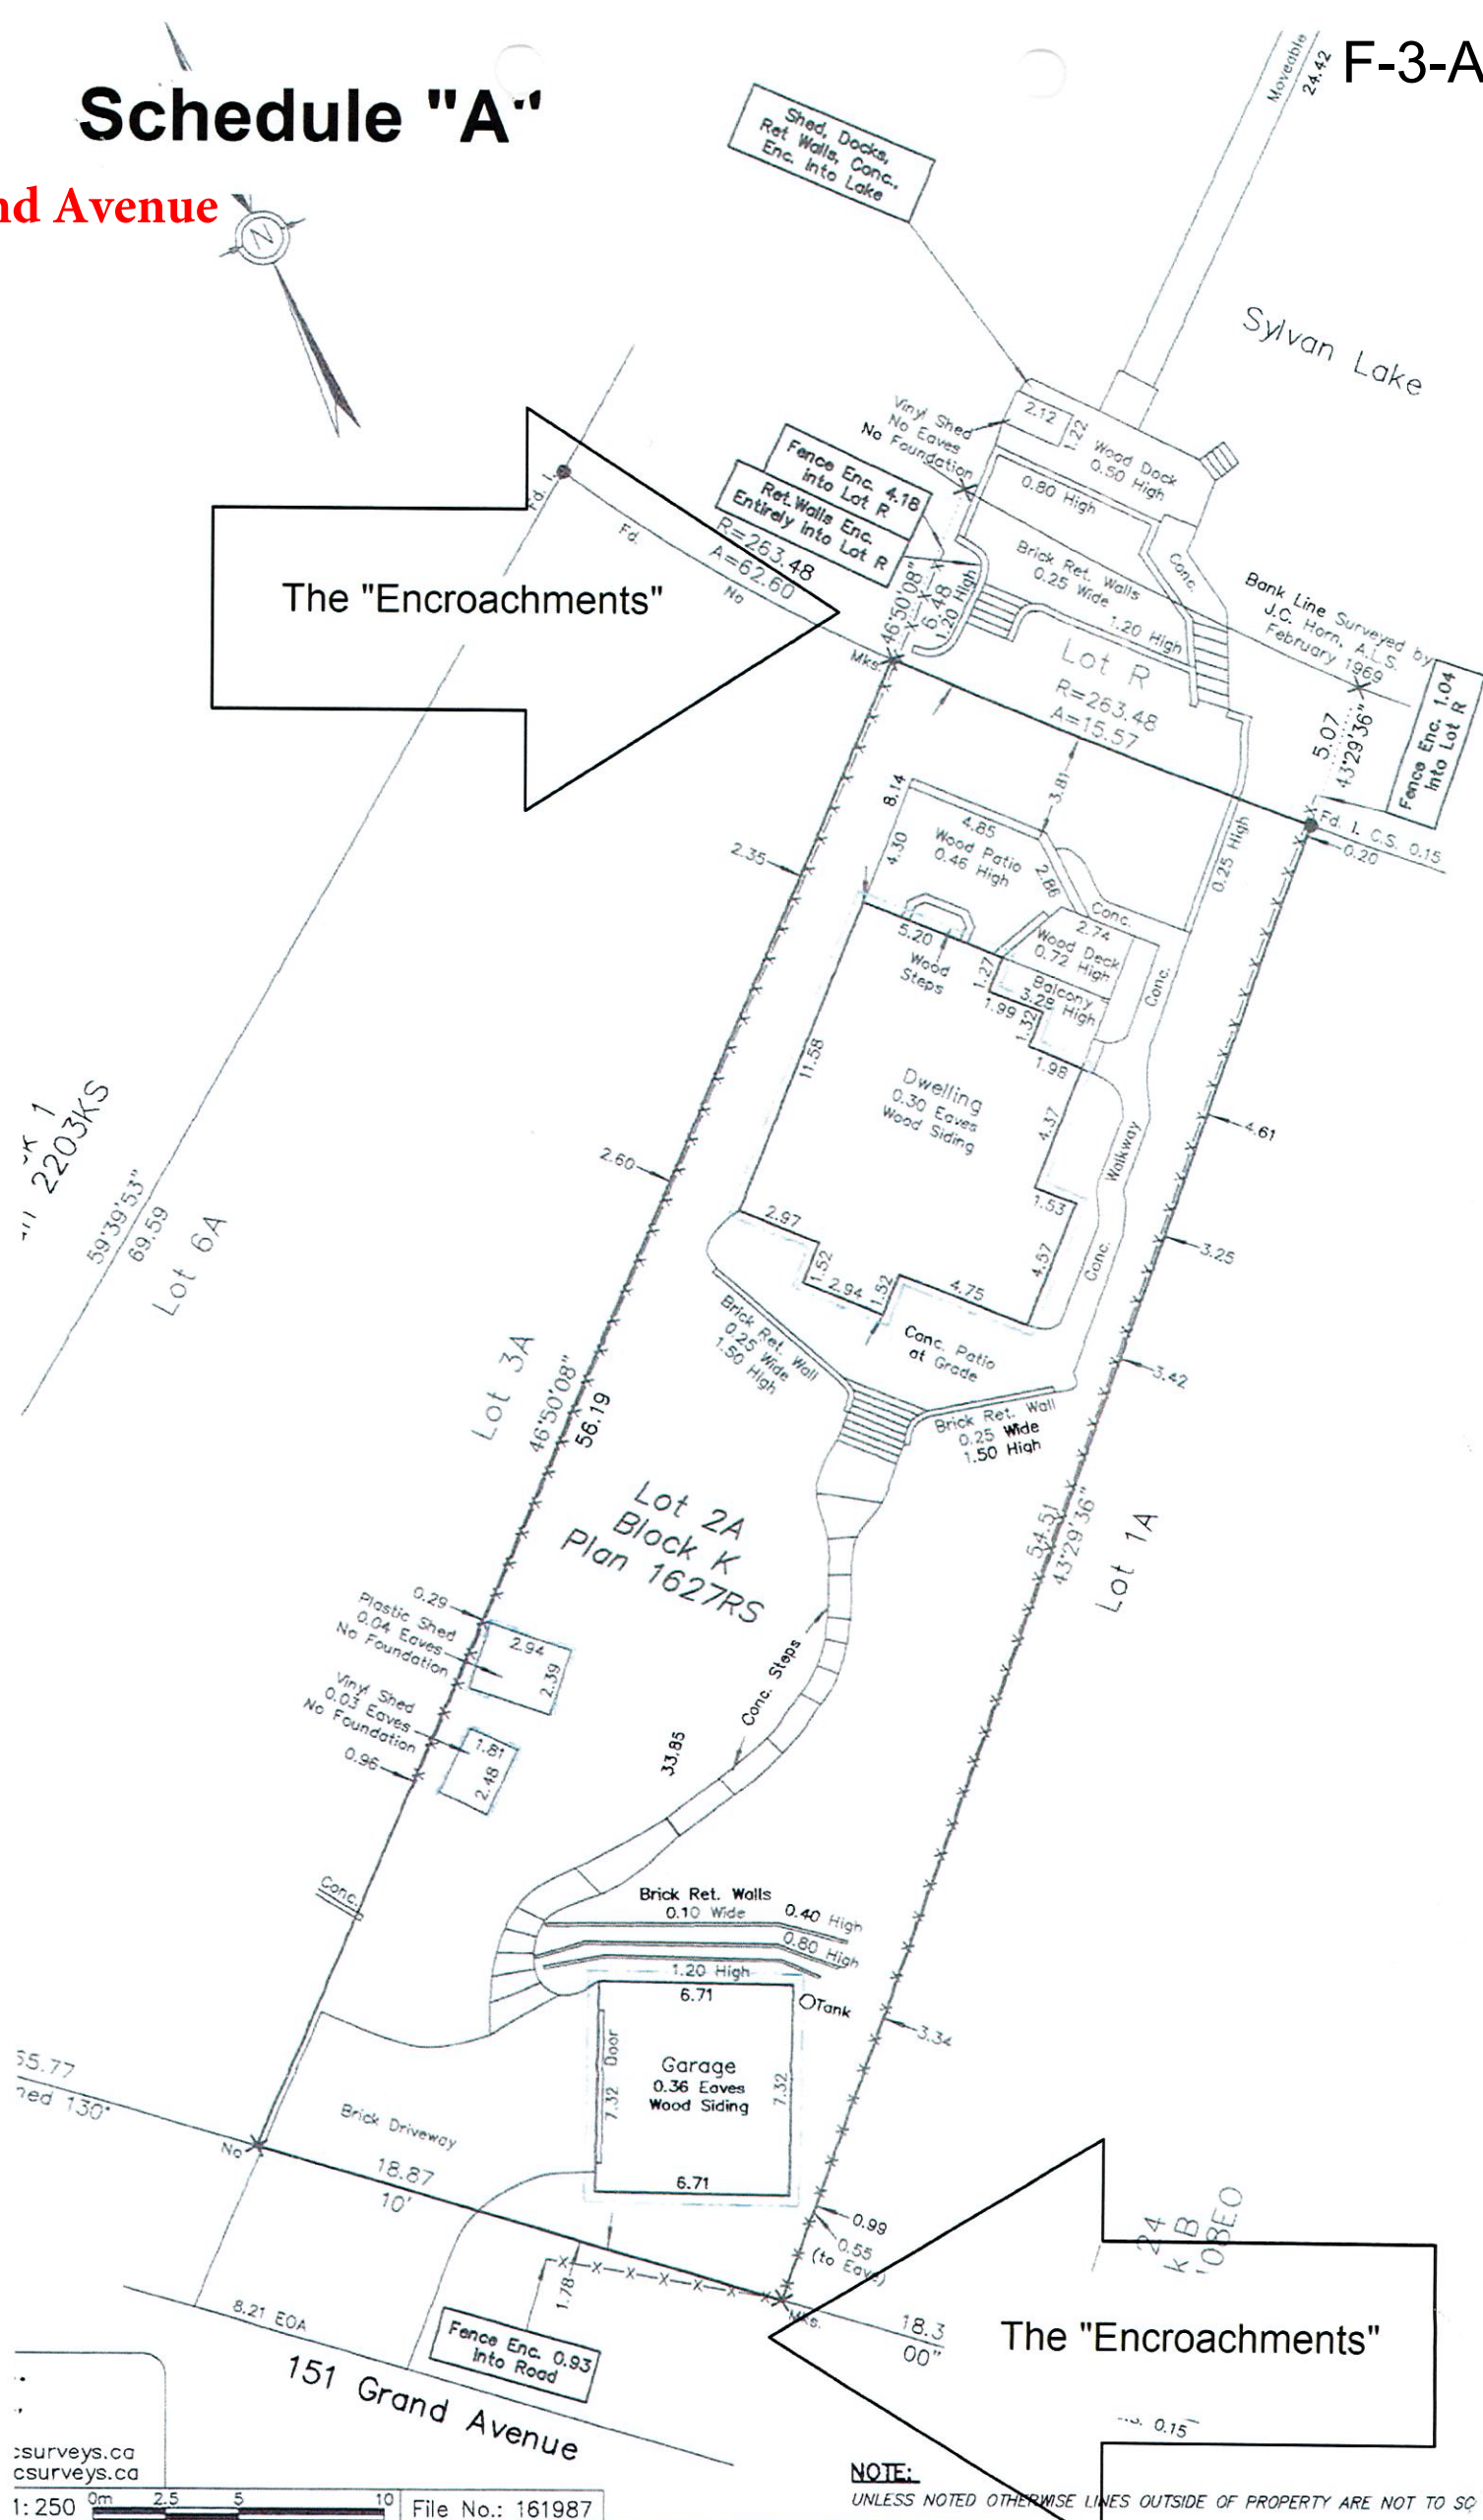 F-3-A
Schedule "A"
nd Avenue
N
Moveable
24.42
Shed, Docks,
Ret Walls, Conc.,
Enc. Into Lake
Sylvan Lake
Vinyl Shed
No Eaves
No Foundation
2.12
1.22
Wood Dock
0.50 High
0.80 High
Fence Enc. 4.18
into Lot R
Ret.Walls Enc.
Entirely into Lot R
Brick Ret. Walls
0.25 Wide
1.20 High
Conc.
Fd. I.
Fd.
No
R=263.48
A=62.60
Mks.
46°50'08"
6.48
1.20 High
The "Encroachments"
Lot R
R=263.48
A=15.57
Bank Line Surveyed by
J.C. Horn, A.L.S.
February 1969
5.07
43°29'36"
Fence Enc. 1.04
into Lot R
Fd. I. C.S. 0.15
0.20
0.25 High
2.35
8.14
4.30
4.85
Wood Patio
0.46 High
3.81
2.86
Conc.
2.74
Wood Deck
0.72 High
Balcony
3.28 High
5.20
Wood
Steps
1.27
1.99
1.32
1.98
Conc.
11.58
Dwelling
0.30 Eaves
Wood Siding
4.37
Walkway
4.61
2.60
1.53
4.57
Conc.
3.25
2.97
1.52
2.94
1.52
4.75
Conc. Patio
at Grade
Brick Ret. Wall
0.25 Wide
1.50 High
3.42
Brick Ret. Wall
0.25 Wide
1.50 High
2203KS
59°39'53"
69.59
Lot 6A
Lot 3A
46°50'08"
56.19
Lot 2A
Block K
Plan 1627RS
54.51
43°29'36"
Lot 1A
0.29
Plastic Shed
0.04 Eaves
No Foundation
2.94
2.39
Vinyl Shed
0.03 Eaves
No Foundation
1.81
2.48
0.96
33.85
Conc. Steps
Conc.
Brick Ret. Walls
0.10 Wide
0.40 High
0.80 High
1.20 High
6.71
Tank
Door
7.32
Garage
0.36 Eaves
Wood Siding
7.32
6.71
3.34
Brick Driveway
No
18.87
10'
0.99
0.55
(to Eave)
Mks.
18.3
00"
24
The "Encroachments"
0.15
1.78
Fence Enc. 0.93
into Road
8.21 EOA
151 Grand Avenue
csurveys.ca
1:250
0m 2.5 5 10
File No.: 161987
NOTE:
UNLESS NOTED OTHERWISE LINES OUTSIDE OF PROPERTY ARE NOT TO SC